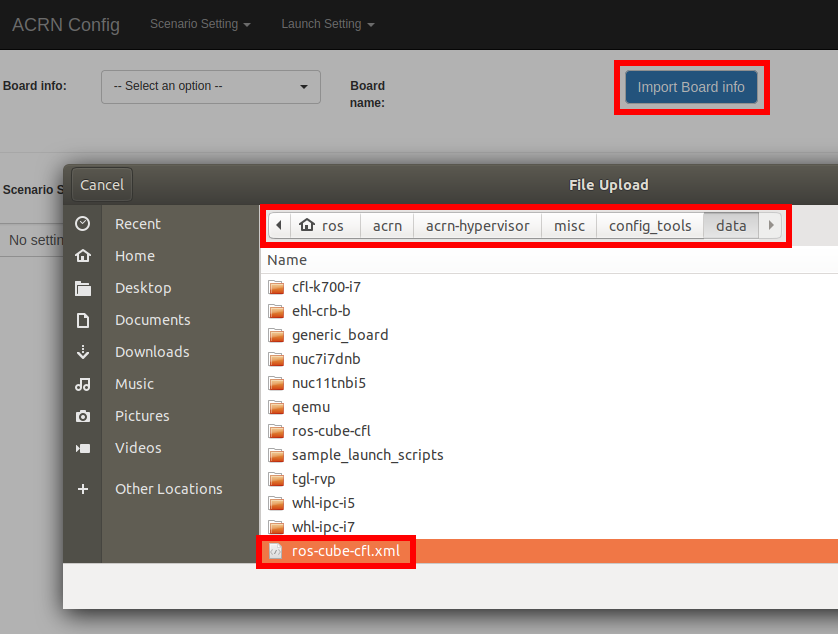 ACRN Config Scenario Setting Launch Setting
Board info: -- Select an option -- Board name: Import Board info
Scenario S
No settin
Cancel File Upload
Recent
Home
Desktop
Documents
Downloads
Music
Pictures
Videos
Other Locations
ros acrn acrn-hypervisor misc config_tools data
Name
cfl-k700-i7
ehl-crb-b
generic_board
nuc7i7dnb
nuc11tnbi5
qemu
ros-cube-cfl
sample_launch_scripts
tgl-rvp
whl-ipc-i5
whl-ipc-i7
ros-cube-cfl.xml